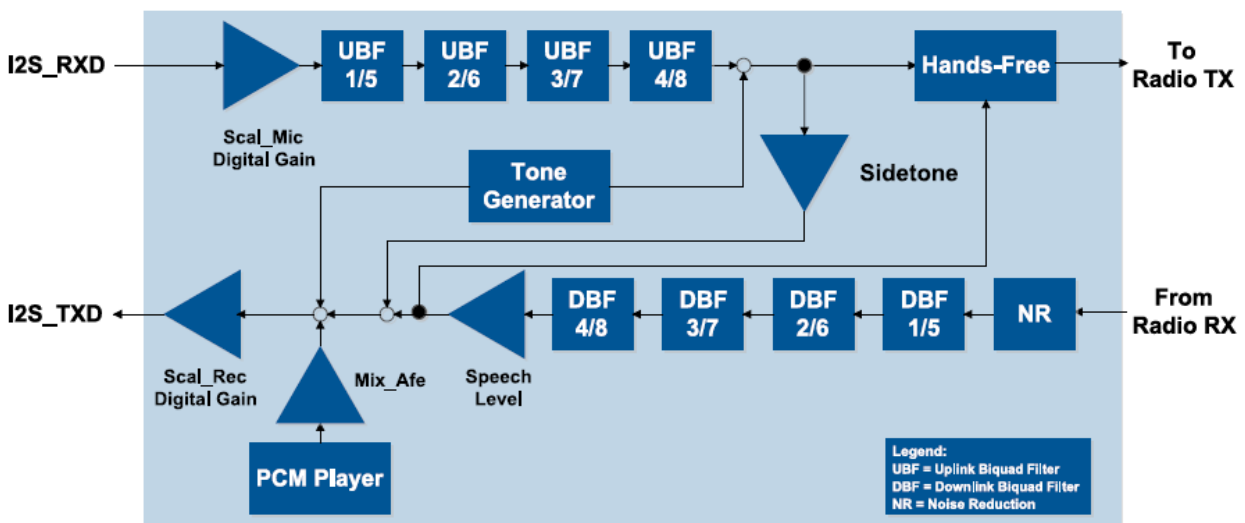 I2S_RXD
Scal_Mic
Digital Gain
UBF
1/5
UBF
2/6
UBF
3/7
UBF
4/8
Hands-Free
To
Radio TX
Tone
Generator
Sidetone
I2S_TXD
Scal_Rec
Digital Gain
Mix_Afe
Speech
Level
DBF
4/8
DBF
3/7
DBF
2/6
DBF
1/5
NR
From
Radio RX
PCM Player
Legend:
UBF = Uplink Biquad Filter
DBF = Downlink Biquad Filter
NR = Noise Reduction